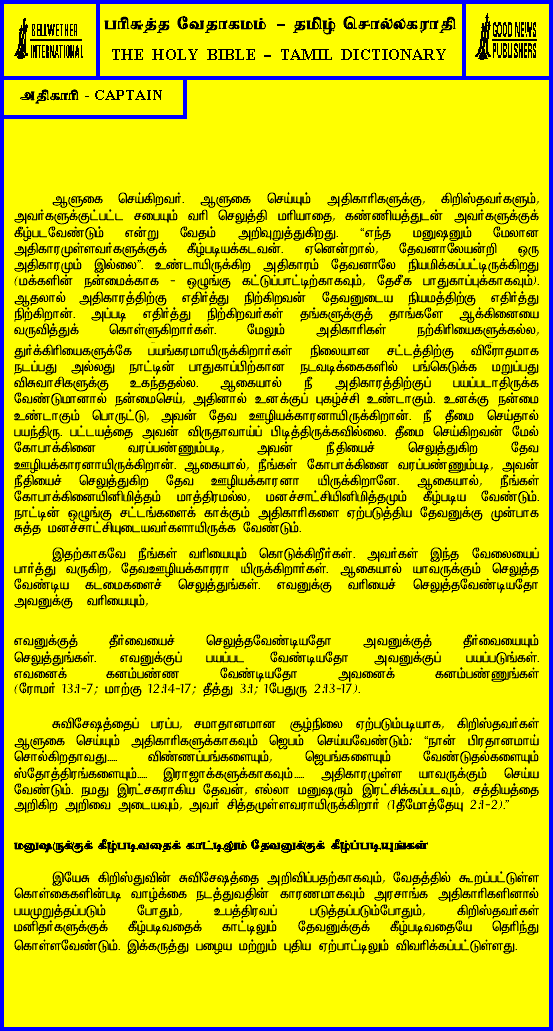 BELLWETHER
INTERNATIONAL
பரிசுத்த வேதாகமம் – தமிழ் சொல்லகராதி
THE HOLY BIBLE – TAMIL DICTIONARY
GOOD NEWS
PUBLISHERS
அதிகாரி - CAPTAIN
ஆளுகை செய்கிறவர். ஆளுகை செய்யும் அதிகாரிகளுக்கு, கிறிஸ்தவர்களும்,
அவர்களுக்குட்பட்ட சபையும் வரி செலுத்தி மரியாதை, கண்ணியத்துடன் அவர்களுக்குக்
கீழ்படவேண்டும் என்று வேதம் அறிவுறுத்துகிறது. “எந்த மனுஷனும் மேலான
அதிகாரமுள்ளவர்களுக்குக் கீழ்படியக்கடவன். ஏனென்றால், தேவனாலேயன்றி ஒரு
அதிகாரமும் இல்லை”. உண்டாயிருக்கிற அதிகாரம் தேவனாலே நியமிக்கப்பட்டிருக்கிறது
(மக்களின் நன்மைக்காக – ஒழுங்கு கட்டுப்பாட்டிற்காகவும், தேசீக பாதுகாப்புக்காகவும்).
ஆதலால் அதிகாரத்திற்கு எதிர்த்து நிற்கிறவன் தேவனுடைய நியமத்திற்கு எதிர்த்து
நிற்கிறான். அப்படி எதிர்த்து நிற்கிறவர்கள் தங்களுக்குத் தாங்களே ஆக்கினையை
வருவித்துக் கொள்ளுகிறார்கள். மேலும் அதிகாரிகள் நற்கிரியைகளுக்கல்ல,
துர்க்கிரியைகளுக்கே பயங்கரமாயிருக்கிறார்கள் நிலையான சட்டத்திற்கு விரோதமாக
நடப்பது அல்லது நாட்டின் பாதுகாப்பிற்கான நடவடிக்கைகளில் பங்கெடுக்க மறுப்பது
விசுவாசிகளுக்கு உகந்ததல்ல. ஆகையால் நீ அதிகாரத்திற்குப் பயப்படாதிருக்க
வேண்டுமானால் நன்மைசெய், அதினால் உனக்குப் புகழ்ச்சி உண்டாகும். உனக்கு நன்மை
உண்டாகும் பொருட்டு, அவன் தேவ ஊழியக்காரனாயிருக்கிறான். நீ தீமை செய்தால்
பயந்திரு. பட்டயத்தை அவன் விருதாவாய்ப் பிடித்திருக்கவில்லை. தீமை செய்கிறவன் மேல்
கோபாக்கினை வரப்பண்ணும்படி, அவன் நீதியைச் செலுத்துகிற தேவ
ஊழியக்காரனாயிருக்கிறான். ஆகையால், நீங்கள் கோபாக்கினை வரப்பண்ணும்படி, அவன்
நீதியைச் செலுத்துகிற தேவ ஊழியக்காரனா யிருக்கிறானே. ஆகையால், நீங்கள்
கோபாக்கினையினிமித்தம் மாத்திரமல்ல, மனச்சாட்சியினிமித்தமும் கீழ்படிய வேண்டும்.
நாட்டின் ஒழுங்கு சட்டங்களைக் காக்கும் அதிகாரிகளை ஏற்படுத்திய தேவனுக்கு முன்பாக
சுத்த மனச்சாட்சியுடையவர்களாயிருக்க வேண்டும்.
இதற்காகவே நீங்கள் வரியையும் கொடுக்கிறீர்கள். அவர்கள் இந்த வேலையைப்
பார்த்து வருகிற, தேவஊழியக்காரரா யிருக்கிறார்கள். ஆகையால் யாவருக்கும் செலுத்த
வேண்டிய கடமைகளைச் செலுத்துங்கள். எவனுக்கு வரியைச் செலுத்தவேண்டியதோ
அவனுக்கு வரியையும்,
எவனுக்குத் தீர்வையைச் செலுத்தவேண்டியதோ அவனுக்குத் தீர்வையையும்
செலுத்துங்கள். எவனுக்குப் பயப்பட வேண்டியதோ அவனுக்குப் பயப்படுங்கள்.
எவனைக் கனம்பண்ண வேண்டியதோ அவனைக் கனம்பண்ணுங்கள்
(ரோமர் 13:1-7; மாற்கு 12:14-17; தீத்து 3:1; 1பேதுரு 2:13-17).
சுவிசேஷத்தைப் பரப்ப, சமாதானமான சூழ்நிலை ஏற்படும்படியாக, கிறிஸ்தவர்கள்
ஆளுகை செய்யும் அதிகாரிகளுக்காகவும் ஜெபம் செய்யவேண்டும்: “நான் பிரதானமாய்
சொல்கிறதாவது..... விண்ணப்பங்களையும், ஜெபங்களையும் வேண்டுதல்களையும்
ஸ்தோத்திரங்களையும்..... இராஜாக்களுக்காகவும்..... அதிகாரமுள்ள யாவருக்கும் செய்ய
வேண்டும். நமது இரட்சகராகிய தேவன், எல்லா மனுஷரும் இரட்சிக்கப்படவும், சத்தியத்தை
அறிகிற அறிவை அடையவும், அவர் சித்தமுள்ளவராயிருக்கிறார் (1தீமோத்தேயு 2:1-2).”
மனுஷருக்குக் கீழ்படிவதைக் காட்டிலும் தேவனுக்குக் கீழ்ப்படியுங்கள்
இயேசு கிறிஸ்துவின் சுவிசேஷத்தை அறிவிப்பதற்காகவும், வேதத்தில் கூறப்பட்டுள்ள
கொள்கைகளின்படி வாழ்க்கை நடத்துவதின் காரணமாகவும் அரசாங்க அதிகாரிகளினால்
பயமுறுத்தப்படும் போதும், உபத்திரவப் படுத்தப்படும்போதும், கிறிஸ்தவர்கள்
மனிதர்களுக்குக் கீழ்படிவதைக் காட்டிலும் தேவனுக்குக் கீழ்படிவதையே தெரிந்து
கொள்ளவேண்டும். இக்கருத்து பழைய மற்றும் புதிய ஏற்பாட்டிலும் விவரிக்கப்பட்டுள்ளது.